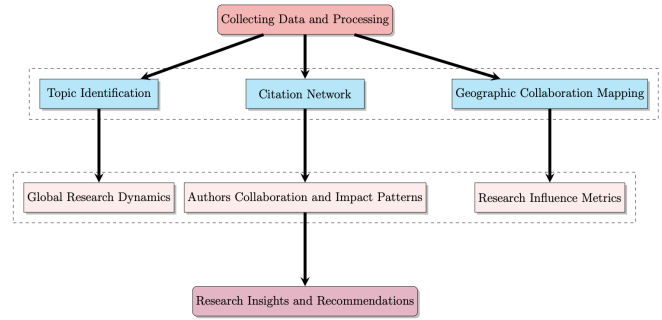 Collecting Data and Processing
Topic Identification
Citation Network
Geographic Collaboration Mapping
Global Research Dynamics
Authors Collaboration and Impact Patterns
Research Influence Metrics
Research Insights and Recommendations